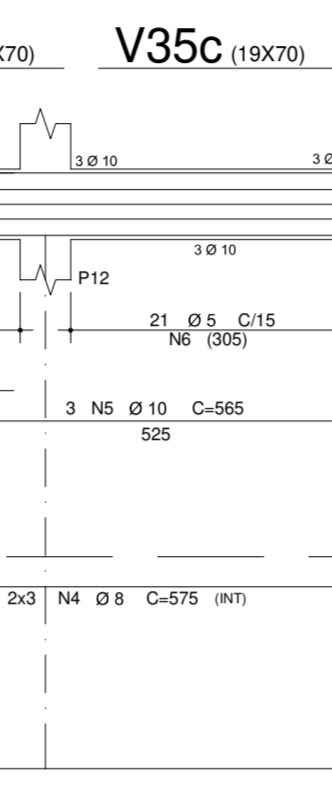 X70) V35c (19X70)
3 Ø 10 3 Ø
3 Ø 10
P12
21 Ø 5 C/15
N6 (305)
3 N5 Ø 10 C=565
525
2x3 N4 Ø 8 C=575 (INT)